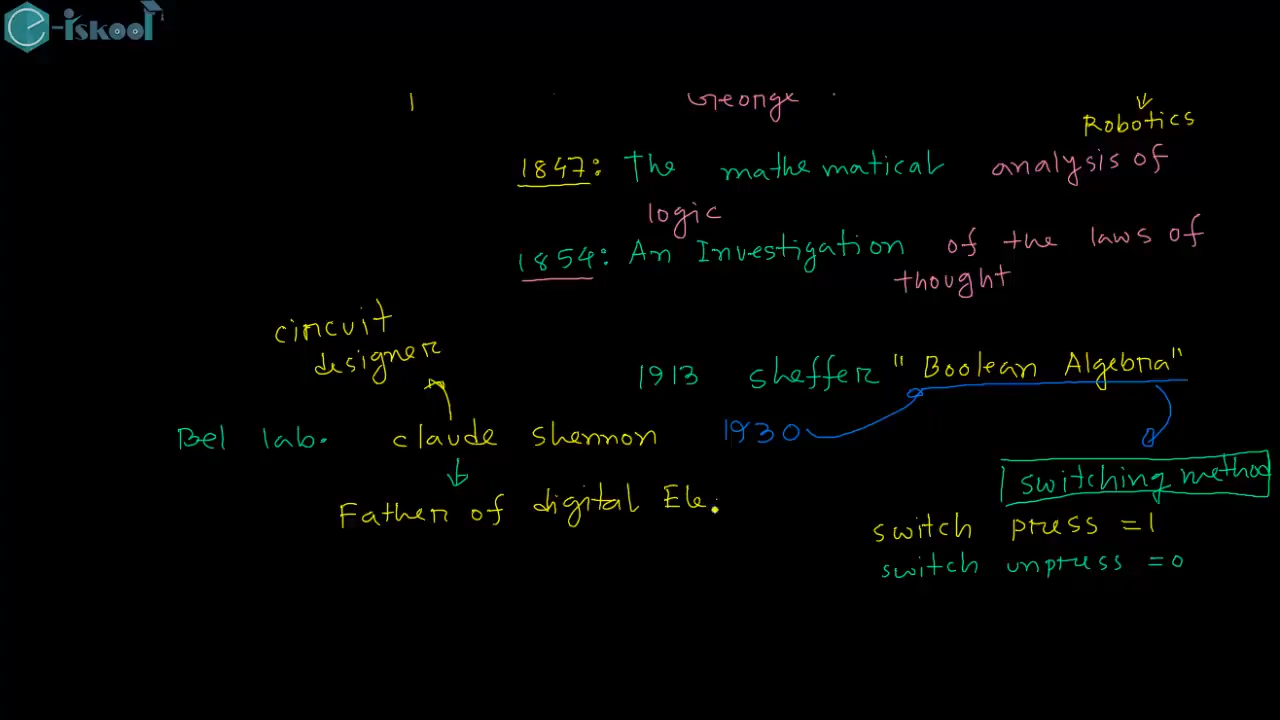 e-iskool
George
Robotics
1847: The mathematical analysis of
logic
1854: An Investigation of the laws of
thought
circuit
designer
1913 sheffer "Boolean Algebra"
Bel lab. claude shennon 1930
switching method
Father of digital Ele.
switch press =1
switch unpress =0